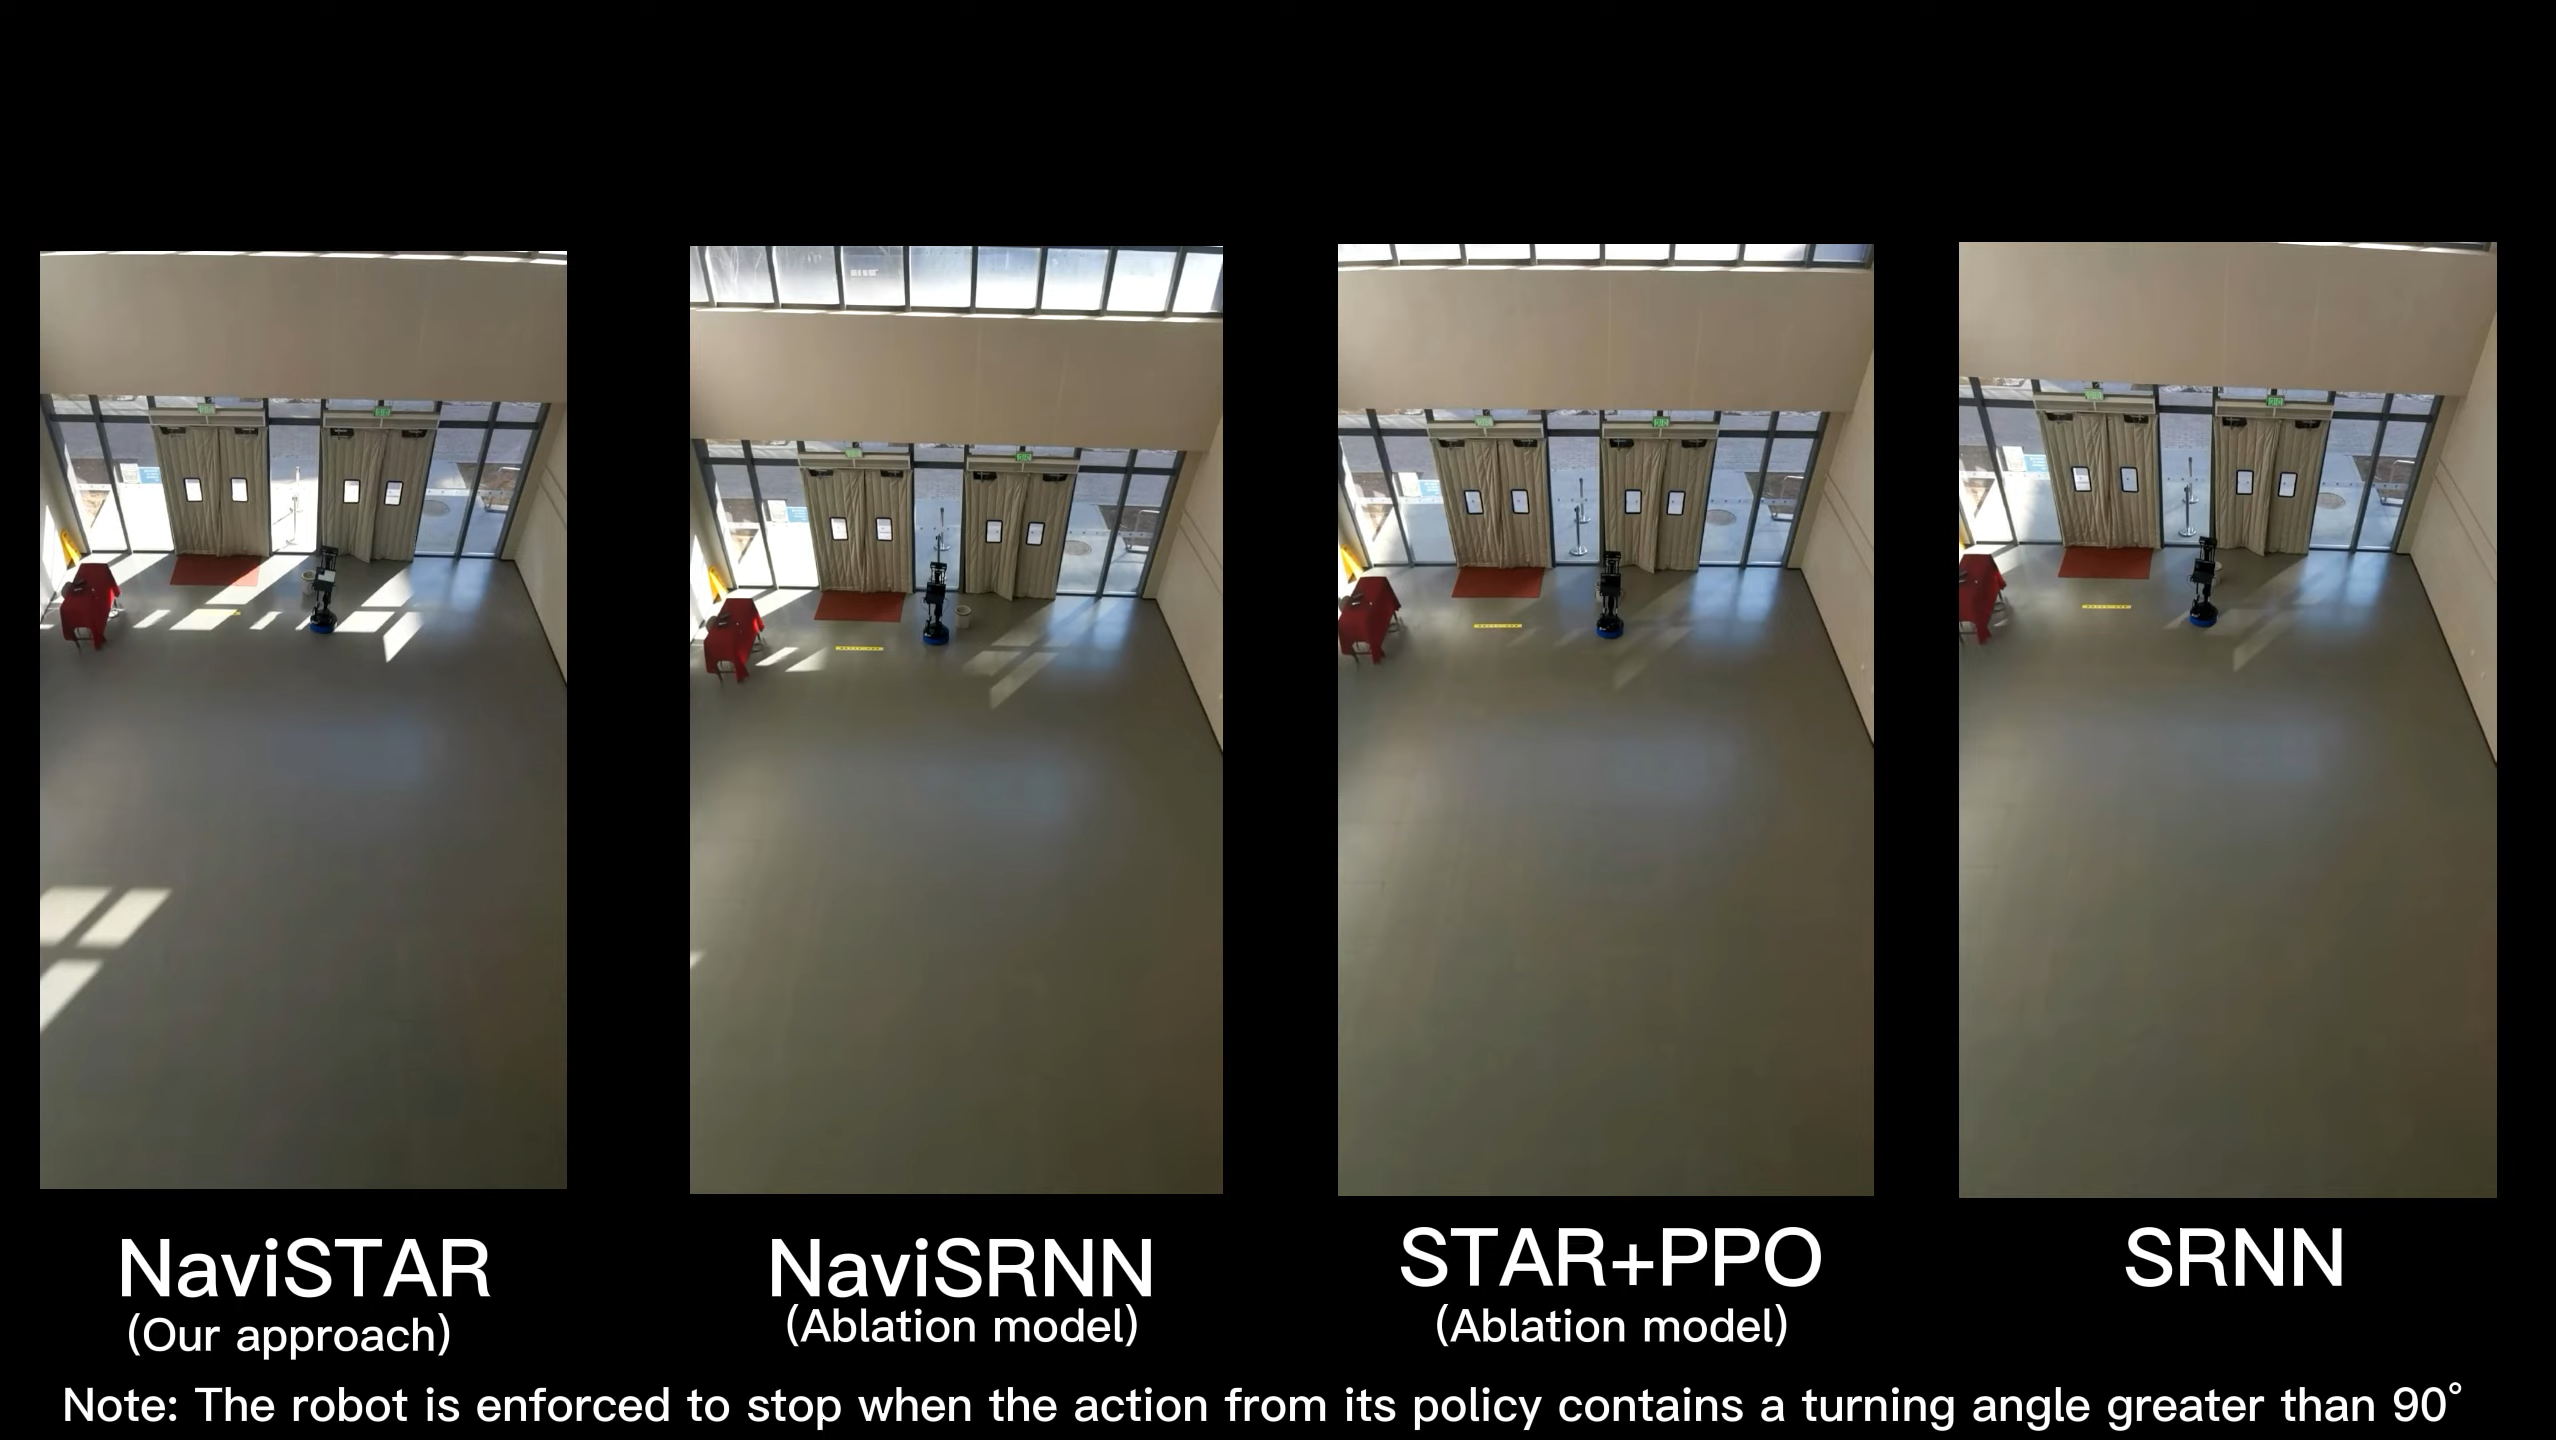 NaviSTAR
(Our approach)
NaviSRNN
(Ablation model)
STAR+PPO
(Ablation model)
SRNN
Note: The robot is enforced to stop when the action from its policy contains a turning angle greater than 90°